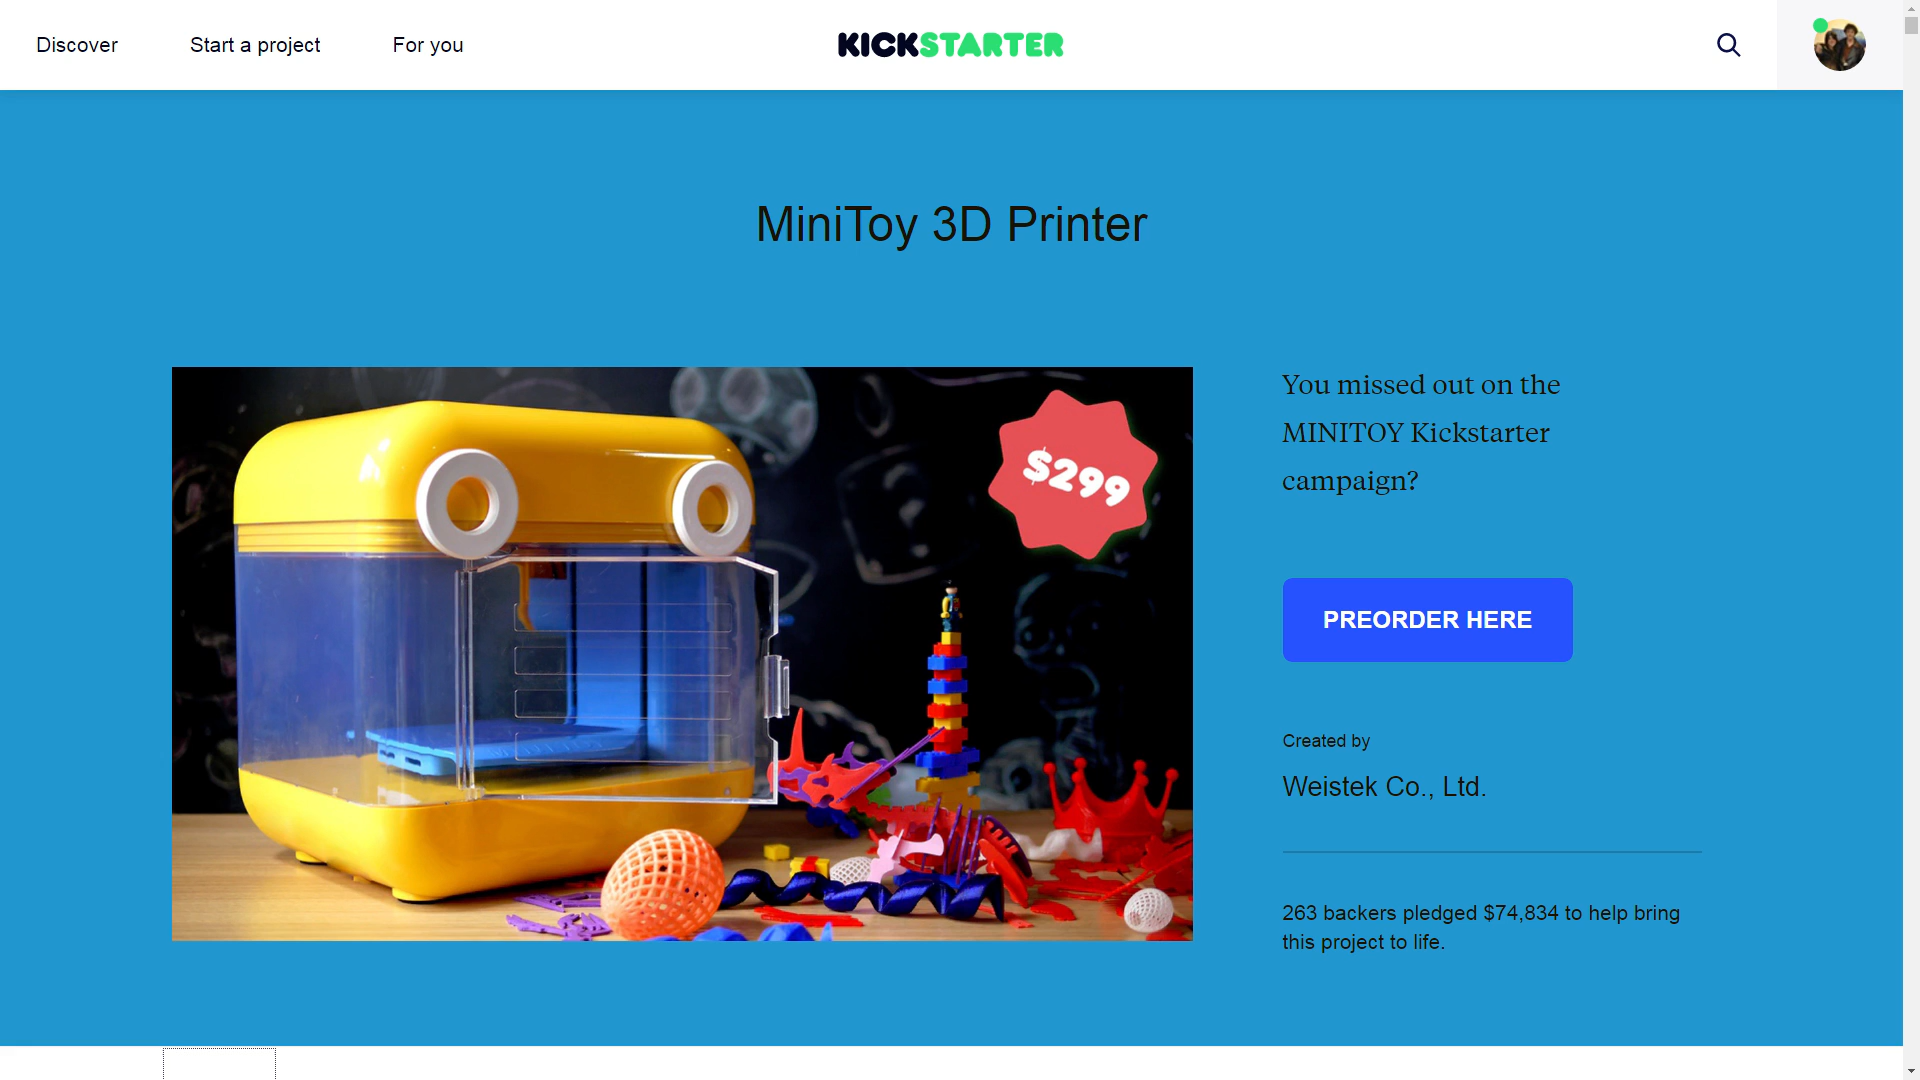 Discover
Start a project
For you
KICKSTARTER
MiniToy 3D Printer
$299
You missed out on the
MINITOY Kickstarter
campaign?
PREORDER HERE
Created by
Weistek Co., Ltd.
263 backers pledged $74,834 to help bring
this project to life.